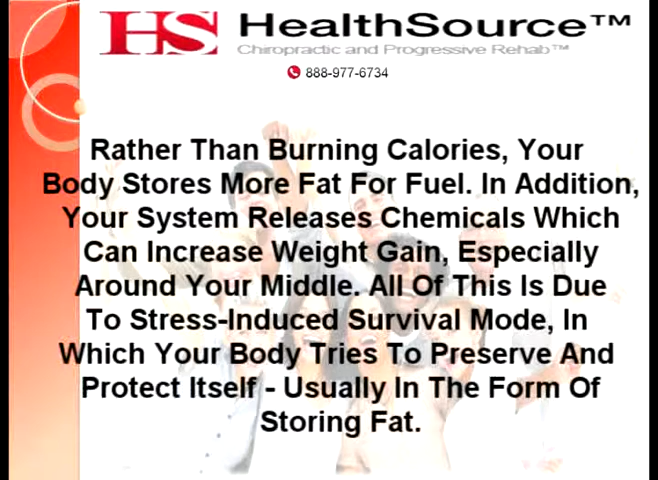 HS HealthSource™
Chiropractic and Progressive Rehab™
888-977-6734
Rather Than Burning Calories, Your
Body Stores More Fat For Fuel. In Addition,
Your System Releases Chemicals Which
Can Increase Weight Gain, Especially
Around Your Middle. All Of This Is Due
To Stress-Induced Survival Mode, In
Which Your Body Tries To Preserve And
Protect Itself - Usually In The Form Of
Storing Fat.